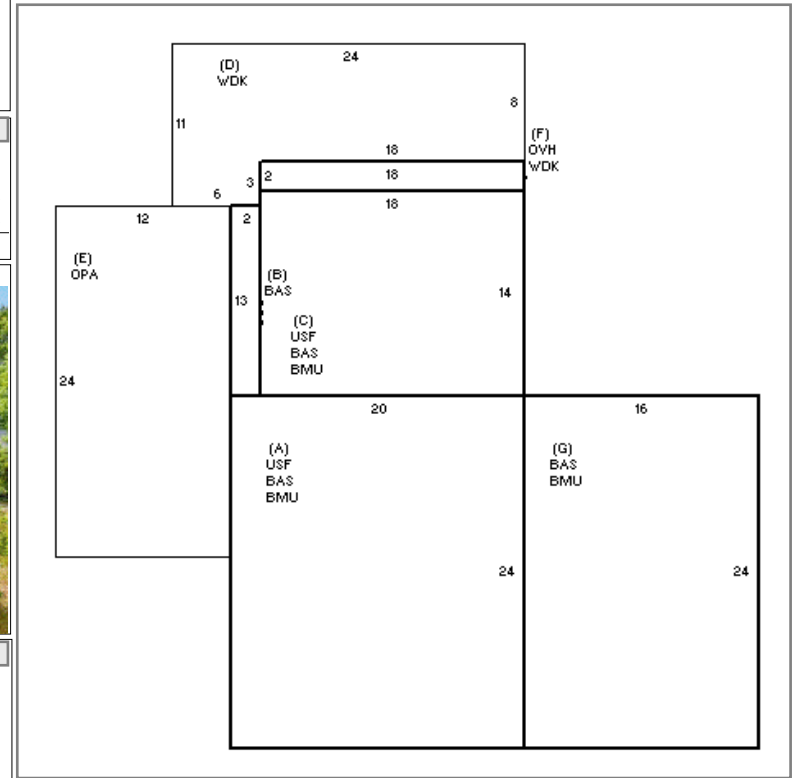 24
(D)
WDK
8
11
(F)
OVH
WDK
18
2
18
3
6
18
12
2
(E)
OPA
(B)
BAS
13
14
(C)
USF
BAS
BMU
24
20
16
(A)
USF
BAS
BMU
(G)
BAS
BMU
24
24